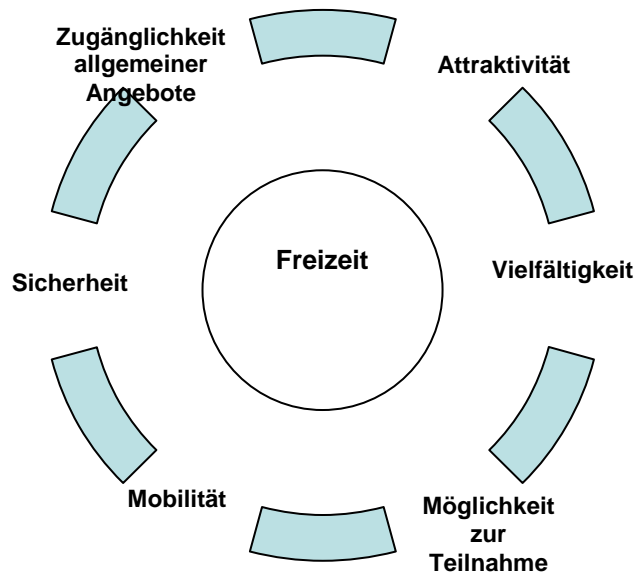 Zugänglichkeit
allgemeiner
Angebote
Attraktivität
Freizeit
Sicherheit
Vielfältigkeit
Mobilität
Möglichkeit
zur
Teilnahme